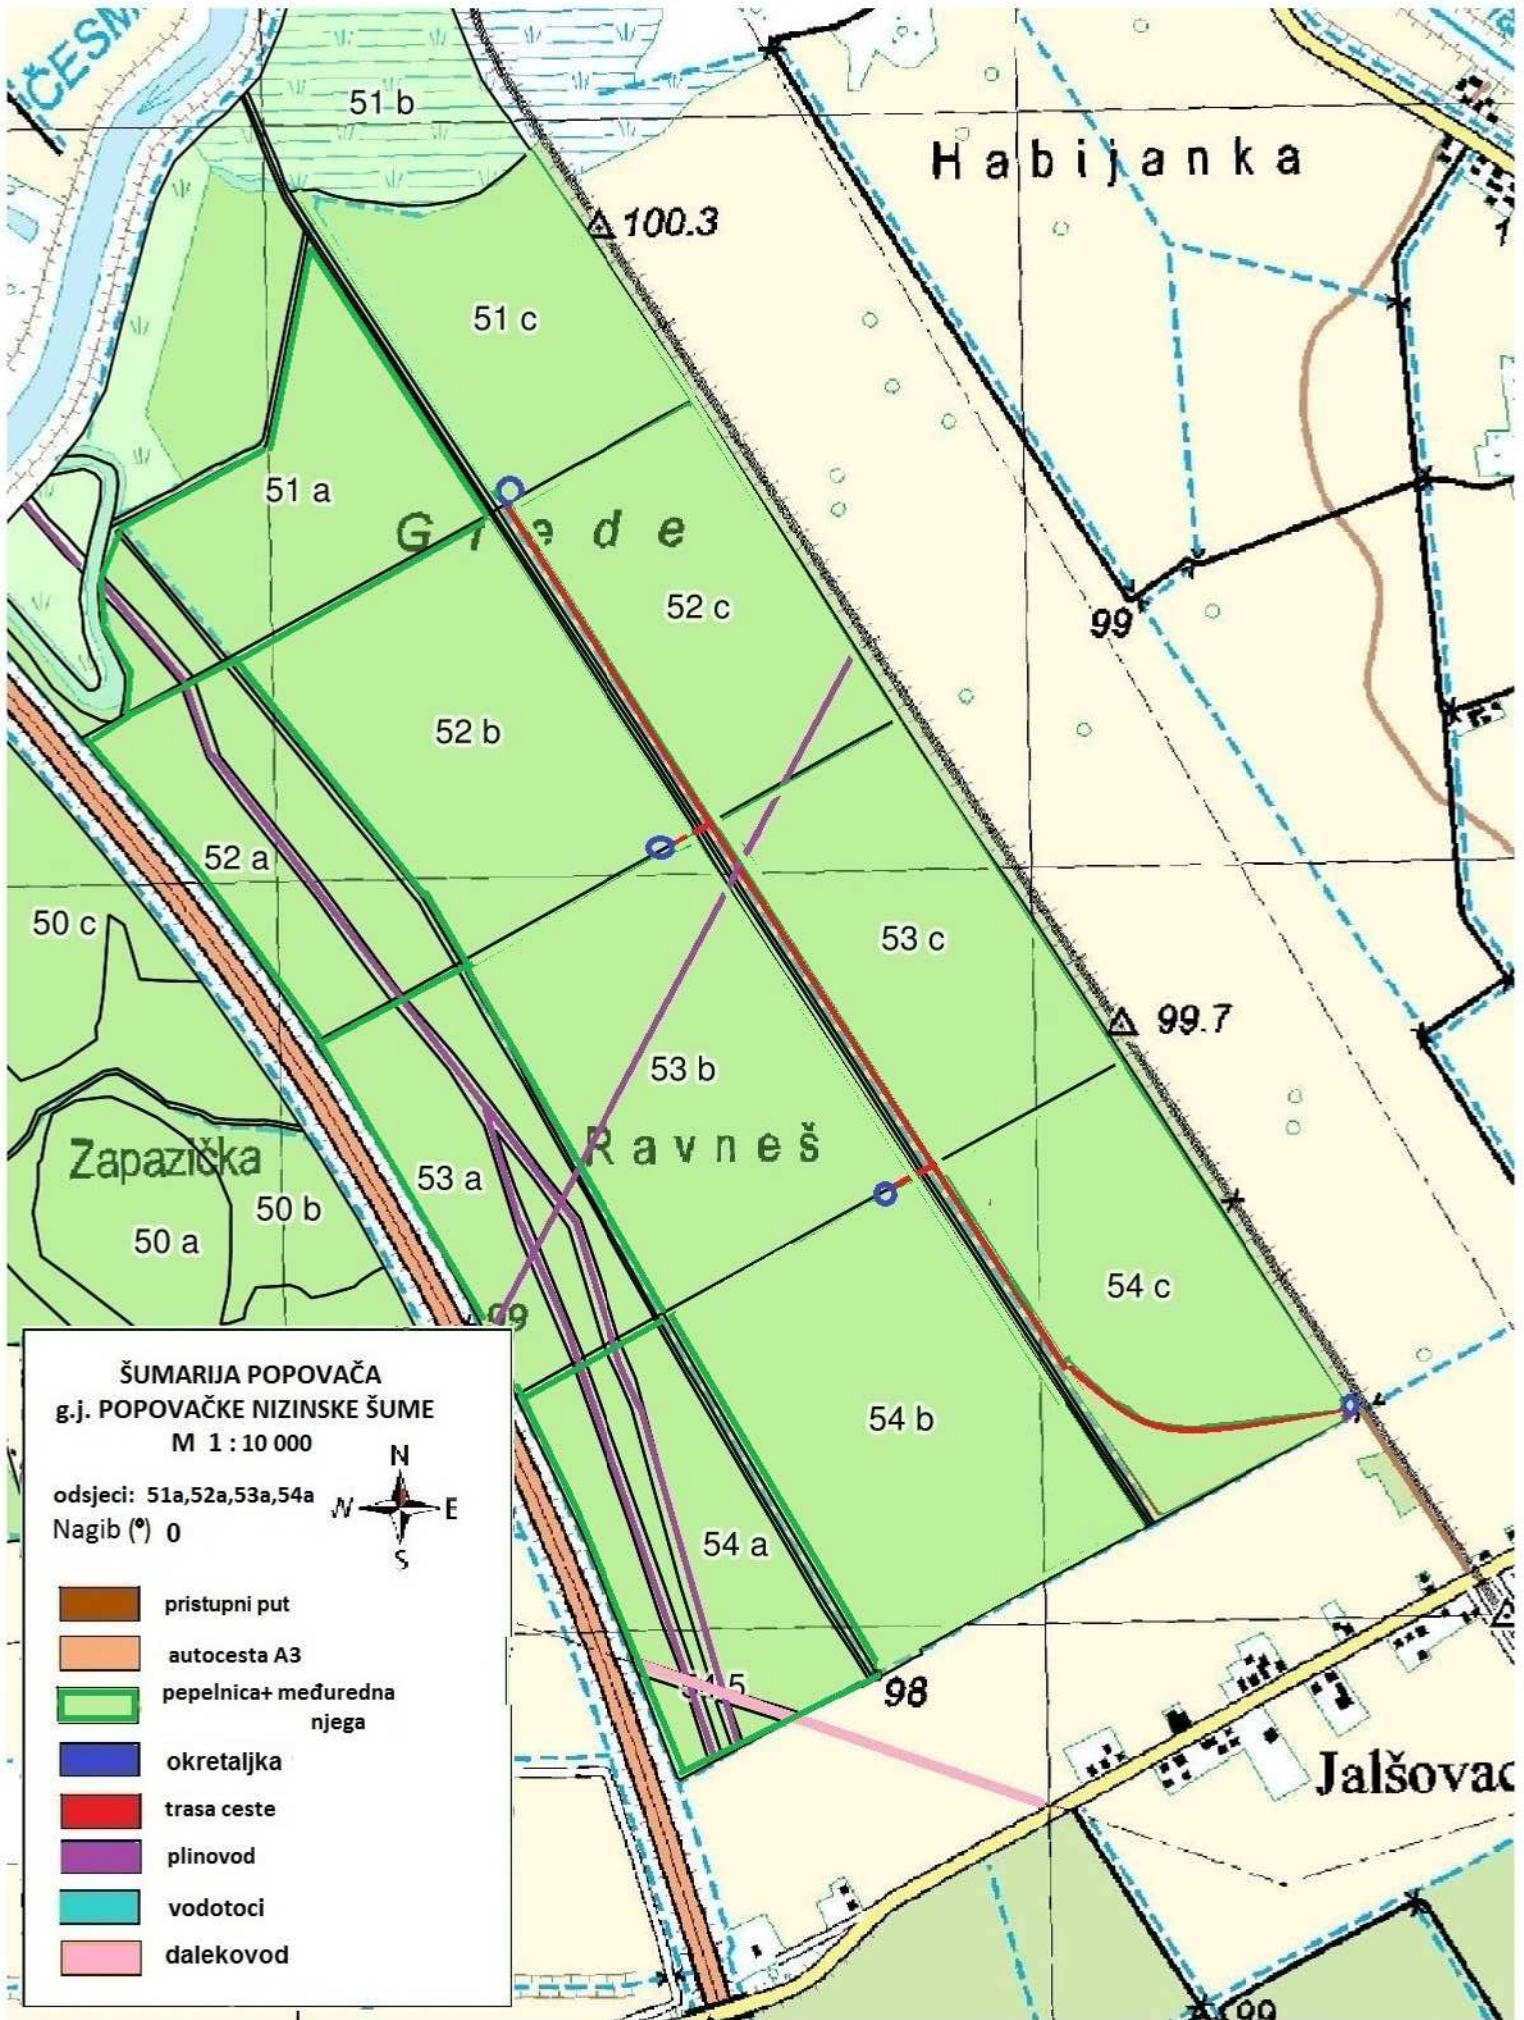 ČESM
51 b
Habijanka
100.3
51 c
51 a
52 c
99
52 b
52 a
50 c
53 c
99.7
53 b
Ravneš
Zapazička
53 a
50 b
50 a
54 c
99
54 b
54 a
98
Jalšovac
99
ŠUMARIJA POPOVAČA
g.j. POPOVAČKE NIZINSKE ŠUME
M 1 : 10 000
odsjeci: 51a,52a,53a,54a
Nagib (°) 0
N
W E
S
pristupni put
autocesta A3
pepelnica+ međuredna
njega
okretaljka
trasa ceste
plinovod
vodotoci
dalekovod